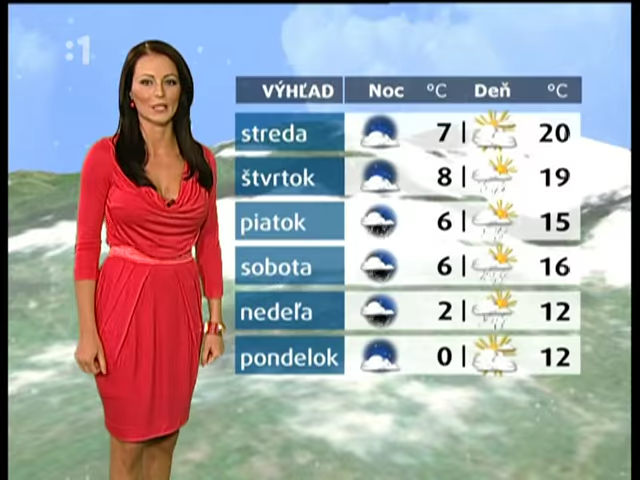 :1
VÝHĽAD Noc °C Deň °C
streda 7 | 20
štvrtok 8 | 19
piatok 6 | 15
sobota 6 | 16
nedeľa 2 | 12
pondelok 0 | 12